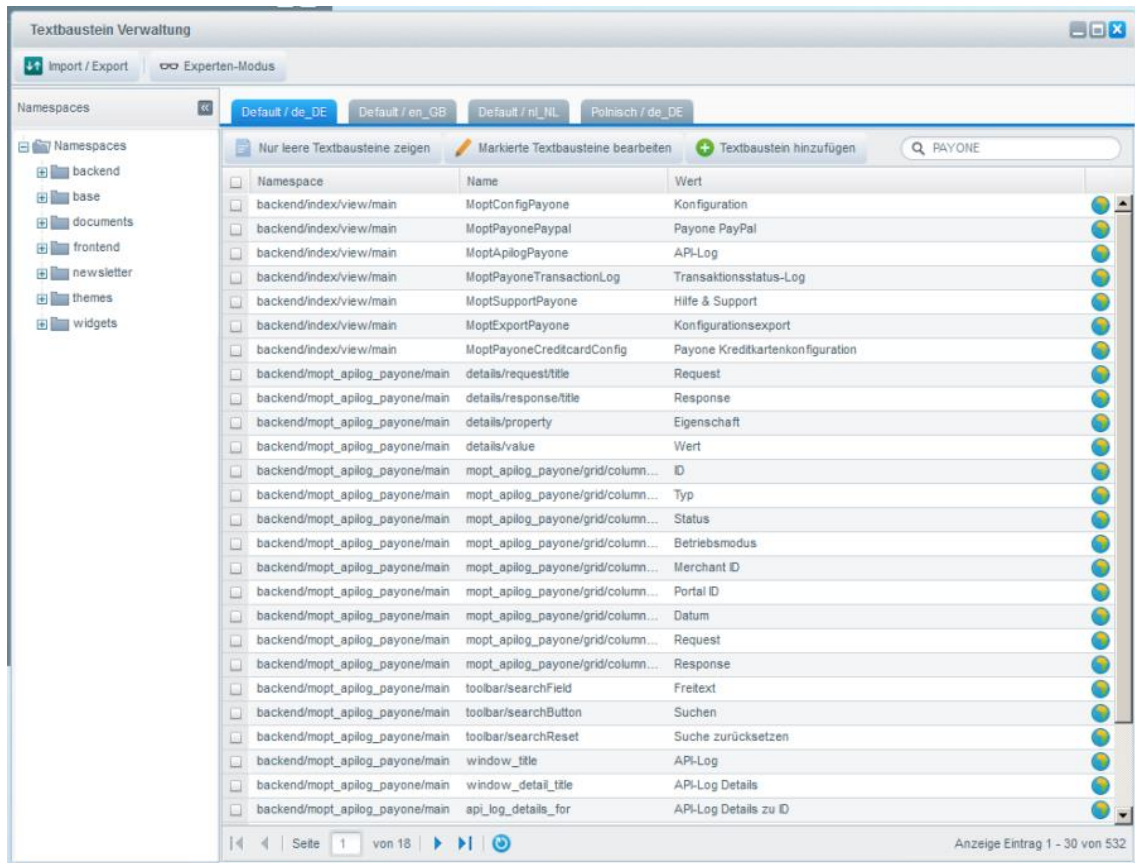 Textbaustein Verwaltung
Import / Export Experten-Modus
Namespaces
Namespaces
backend
base
documents
frontend
newsletter
themes
widgets
Default / de_DE Default / en_GB Default / nl_NL Polnisch / de_DE
Nur leere Textbausteine zeigen Markierte Textbausteine bearbeiten Textbaustein hinzufügen PAYONE
Namespace Name Wert
backend/index/view/main MoptConfigPayone Konfiguration
backend/index/view/main MoptPayonePaypal Payone PayPal
backend/index/view/main MoptApilogPayone API-Log
backend/index/view/main MoptPayoneTransactionLog Transaktionsstatus-Log
backend/index/view/main MoptSupportPayone Hilfe & Support
backend/index/view/main MoptExportPayone Konfigurationsexport
backend/index/view/main MoptPayoneCreditcardConfig Payone Kreditkartenkonfiguration
backend/mopt_apilog_payone/main details/request/title Request
backend/mopt_apilog_payone/main details/response/title Response
backend/mopt_apilog_payone/main details/property Eigenschaft
backend/mopt_apilog_payone/main details/value Wert
backend/mopt_apilog_payone/main mopt_apilog_payone/grid/column... ID
backend/mopt_apilog_payone/main mopt_apilog_payone/grid/column... Typ
backend/mopt_apilog_payone/main mopt_apilog_payone/grid/column... Status
backend/mopt_apilog_payone/main mopt_apilog_payone/grid/column... Betriebsmodus
backend/mopt_apilog_payone/main mopt_apilog_payone/grid/column... Merchant ID
backend/mopt_apilog_payone/main mopt_apilog_payone/grid/column... Portal ID
backend/mopt_apilog_payone/main mopt_apilog_payone/grid/column... Datum
backend/mopt_apilog_payone/main mopt_apilog_payone/grid/column... Request
backend/mopt_apilog_payone/main mopt_apilog_payone/grid/column... Response
backend/mopt_apilog_payone/main toolbar/searchField Freitext
backend/mopt_apilog_payone/main toolbar/searchButton Suchen
backend/mopt_apilog_payone/main toolbar/searchReset Suche zurücksetzen
backend/mopt_apilog_payone/main window_title API-Log
backend/mopt_apilog_payone/main window_detail_title API-Log Details
backend/mopt_apilog_payone/main api_log_details_for API-Log Details zu ID
Seite 1 von 18 Anzeige Eintrag 1 - 30 von 532